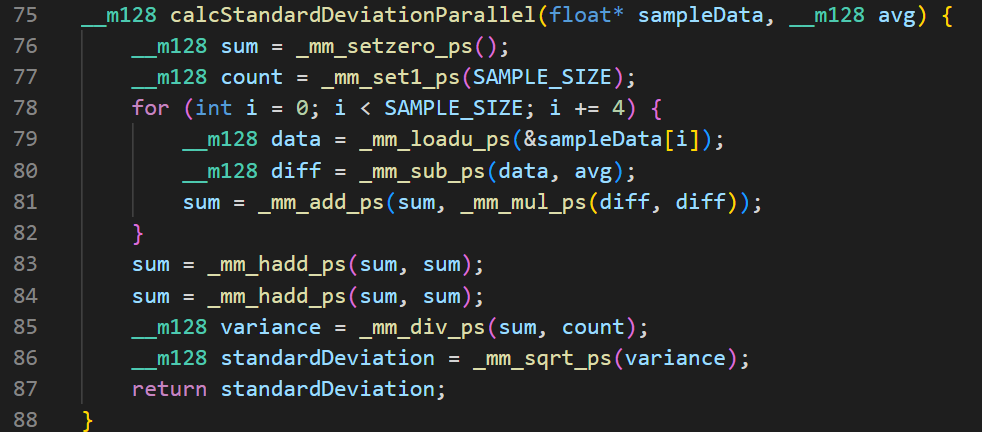 75 __m128 calcStandardDeviationParallel(float* sampleData, __m128 avg) {
76     __m128 sum = _mm_setzero_ps();
77     __m128 count = _mm_set1_ps(SAMPLE_SIZE);
78     for (int i = 0; i < SAMPLE_SIZE; i += 4) {
79         __m128 data = _mm_loadu_ps(&sampleData[i]);
80         __m128 diff = _mm_sub_ps(data, avg);
81         sum = _mm_add_ps(sum, _mm_mul_ps(diff, diff));
82     }
83     sum = _mm_hadd_ps(sum, sum);
84     sum = _mm_hadd_ps(sum, sum);
85     __m128 variance = _mm_div_ps(sum, count);
86     __m128 standardDeviation = _mm_sqrt_ps(variance);
87     return standardDeviation;
88 }